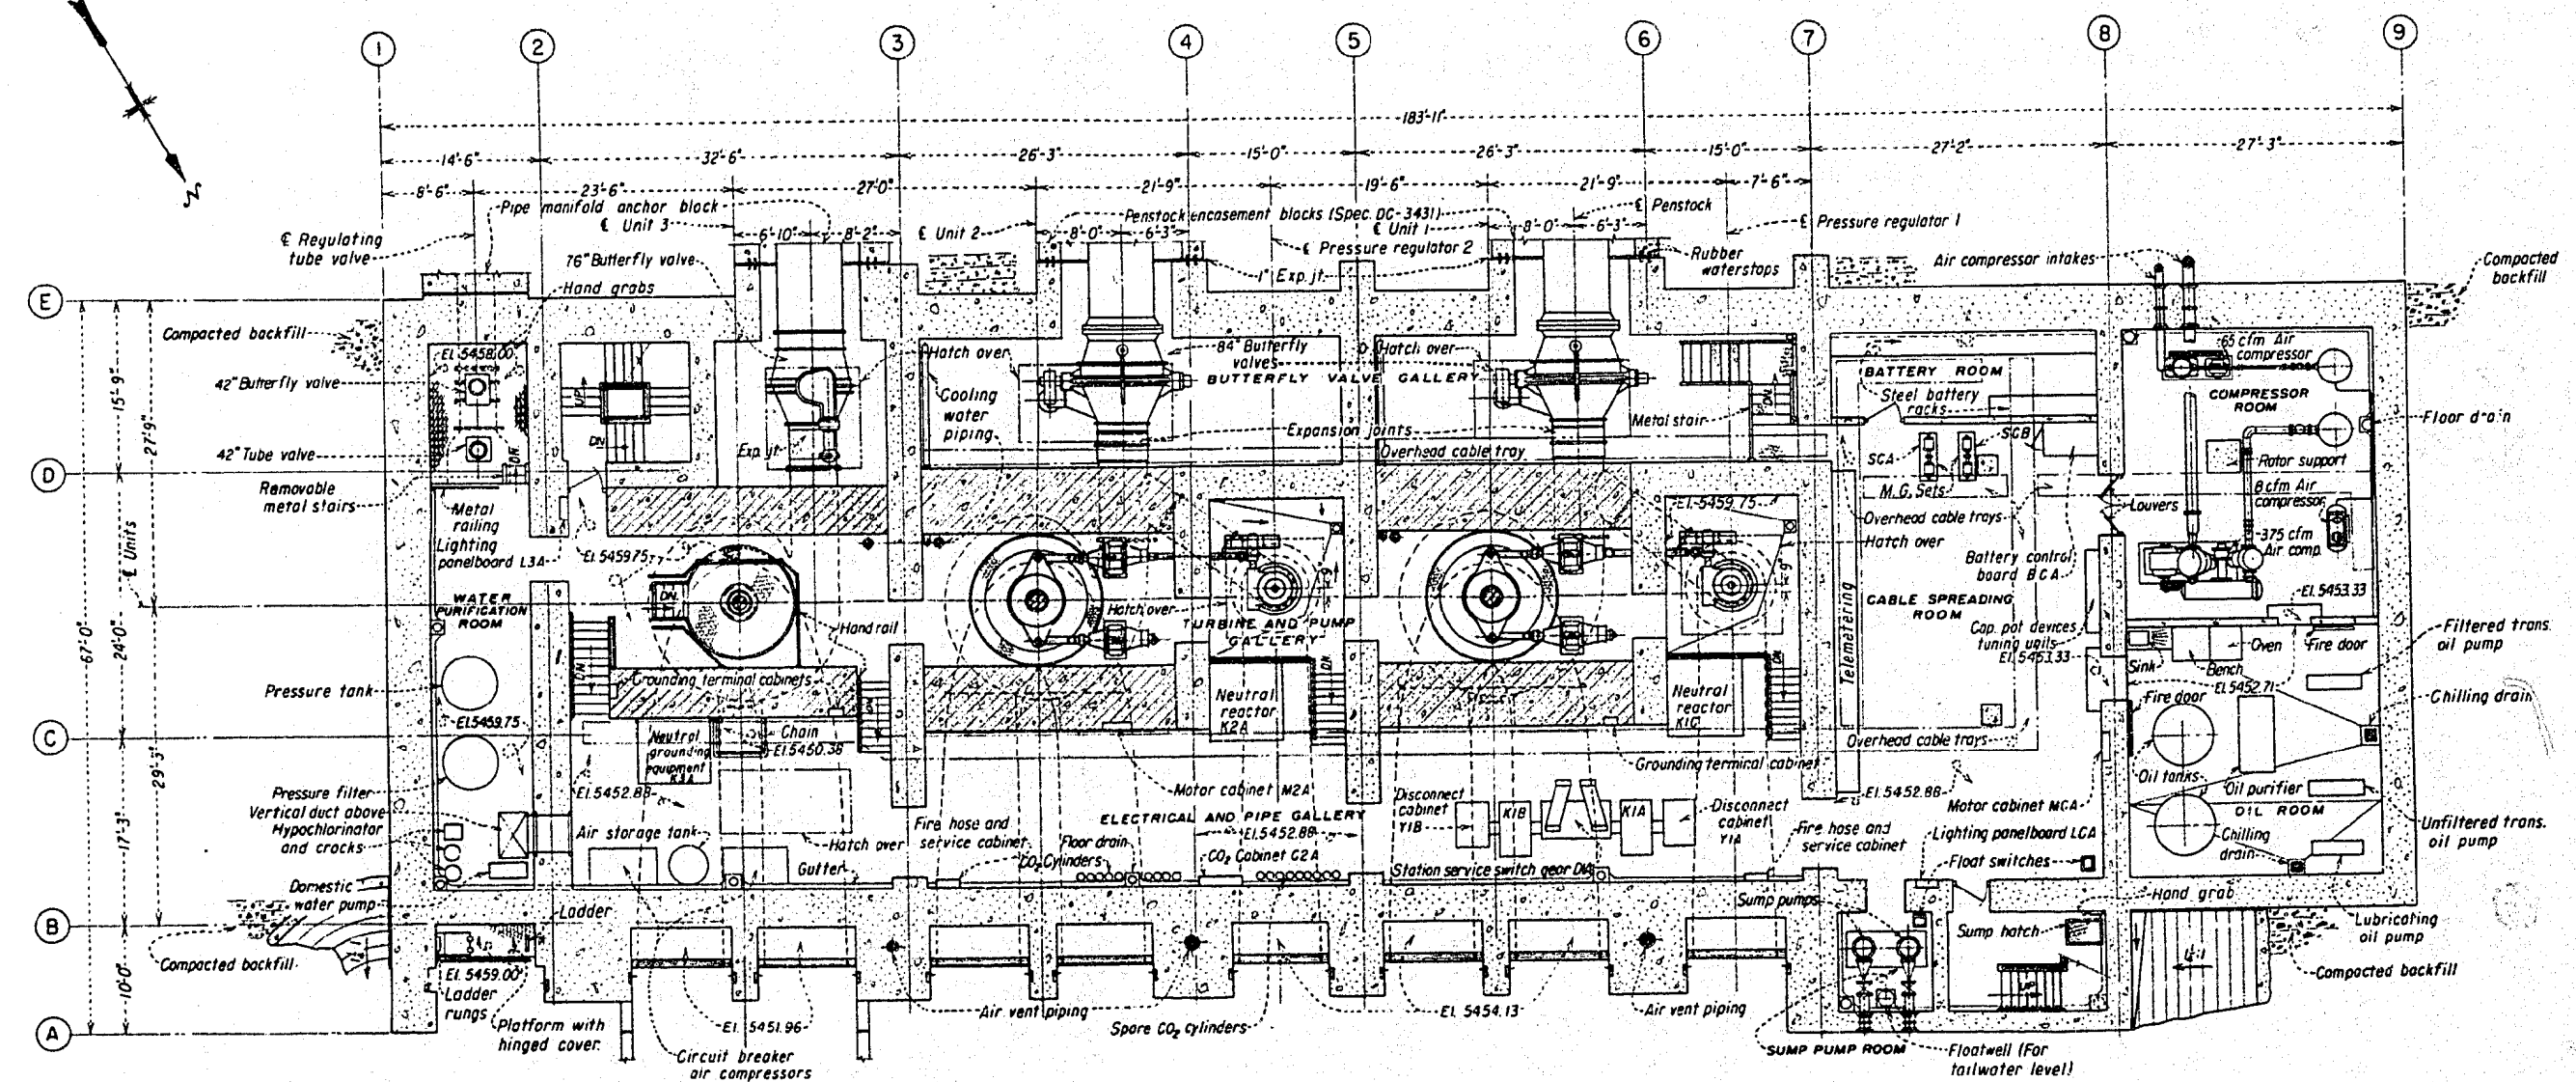 1
2
3
4
5
6
7
8
9
183'-11"
14'-6"
32'-6"
26'-3"
15'-0"
26'-3"
15'-0"
27'-2"
27'-3"
8'-6"
23'-6"
27'-0"
21'-9"
19'-6"
21'-9"
7'-6"
N
Pipe manifold anchor block
℄ Unit 3
6'-10"
8'-2"
℄ Unit 2
Penstock encasement blocks (Spec. DC-3431)
8'-0"
6'-3"
℄ Unit 1
8'-0"
6'-3"
℄ Penstock
℄ Pressure regulator 1
℄ Pressure regulator 2
℄ Regulating
tube valve
76" Butterfly valve
Hand grabs
1" Exp. jt.
Rubber
waterstops
Air compressor intakes
Compacted
backfill
E
D
C
B
A
67'-0"
15'-9"
24'-0"
17'-3"
10'-0"
27'-9"
29'-3"
℄ Units
Compacted backfill
El. 5458.00
42" Butterfly valve
42" Tube valve
Removable
metal stairs
DN
UP
DN
Exp. jt.
Hatch over
Cooling
water
piping
84" Butterfly
valves
BUTTERFLY VALVE GALLERY
Hatch over
Expansion joints
Overhead cable tray
Metal stair
DN
BATTERY ROOM
Steel battery
racks
SCB
SCA
M.G. Sets
65 cfm Air
compressor
COMPRESSOR
ROOM
Floor drain
Rotor support
8 cfm Air
compressor
Louvers
375 cfm
Air comp.
Metal
railing
Lighting
panelboard L3A
El. 5459.75
El. 5459.75
Overhead cable trays
Hatch over
Battery control
board BCA
El. 5453.33
WATER
PURIFICATION
ROOM
DN
Handrail
Hatch over
TURBINE AND PUMP
GALLERY
CABLE SPREADING
ROOM
Telemetering
Cap. pot devices
tuning units
El. 5453.33
Sink
Bench
Oven
Fire door
Filtered trans.
oil pump
Pressure tank
DN
Grounding terminal cabinets
DN
Neutral
reactor
K2A
DN
Neutral
reactor
K1C
DN
Fire door
El. 5452.71
Chilling drain
El. 5459.75
Neutral
grounding
equipment
K3A
Chain
El. 5450.38
Overhead cable trays
Grounding terminal cabinet
Motor cabinet M2A
Oil tanks
Oil purifier
OIL ROOM
Pressure filter
Vertical duct above
Hypochlorinator
and crocks
El. 5452.88
Air storage tank
Hatch over
Gutter
Fire hose and
service cabinet
CO₂ Cylinders
Floor drain
ELECTRICAL AND PIPE GALLERY
El. 5452.88
CO₂ Cabinet G2A
Disconnect
cabinet
Y1B
K1B
K1A
Disconnect
cabinet
Y1A
Station service switch gear D1A
El. 5452.88
Fire hose and
service cabinet
Motor cabinet MCA
Lighting panelboard LCA
Float switches
Chilling
drain
Unfiltered trans.
oil pump
Domestic
water pump
Compacted backfill
Ladder
El. 5459.00
Ladder
rungs
Platform with
hinged cover
Circuit breaker
air compressors
El. 5451.96
Air vent piping
Spare CO₂ cylinders
El. 5454.13
Air vent piping
Sump pumps
Sump hatch
UP
Hand grab
4:1
Lubricating
oil pump
Compacted backfill
SUMP PUMP ROOM
Floatwell (For
tailwater level)